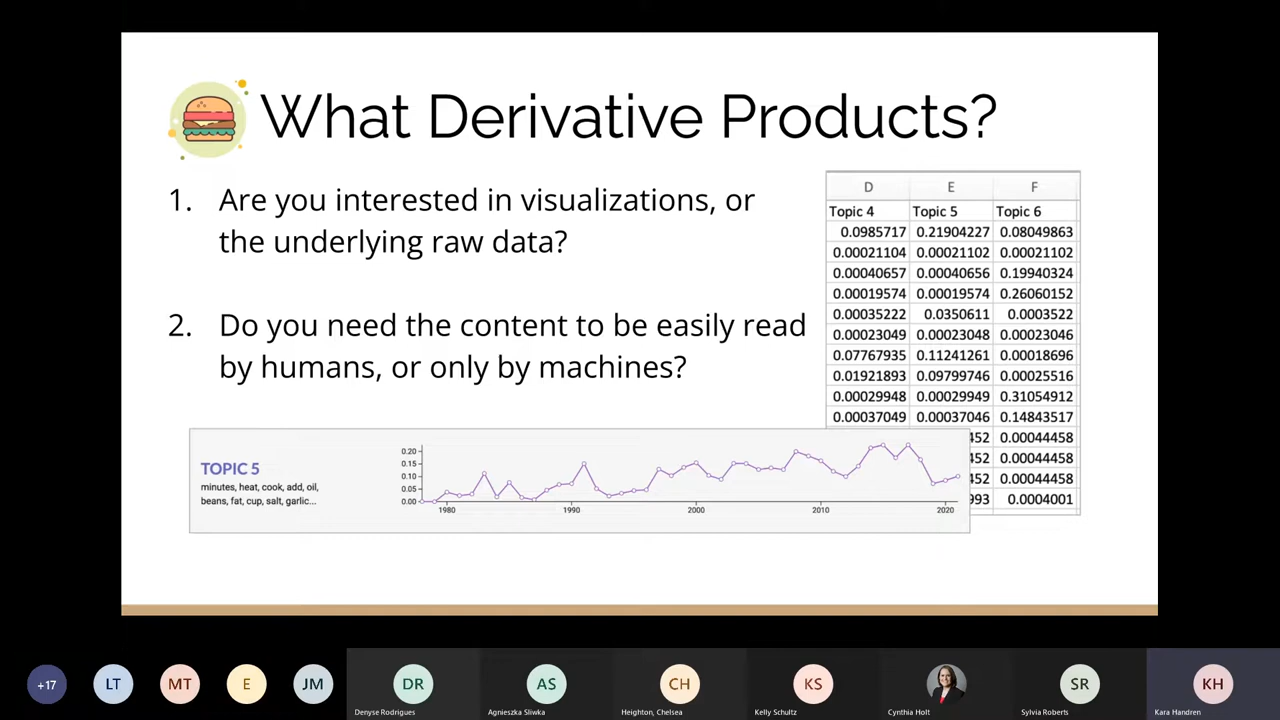 What Derivative Products?
1. Are you interested in visualizations, or
the underlying raw data?
2. Do you need the content to be easily read
by humans, or only by machines?
D E F
Topic 4 Topic 5 Topic 6
0.0985717 0.21904227 0.08049863
0.00021104 0.00021102 0.00021102
0.00040657 0.00040656 0.19940324
0.00019574 0.00019574 0.26060152
0.00035222 0.0350611 0.0003522
0.00023049 0.00023048 0.00023046
0.07767935 0.11241261 0.00018696
0.01921893 0.09799746 0.00025516
0.00029948 0.00029949 0.31054912
0.00037049 0.00037046 0.14843517
452 0.00044458
452 0.00044458
452 0.00044458
993 0.0004001
TOPIC 5
minutes, heat, cook, add, oil,
beans, fat, cup, salt, garlic...
0.20
0.15
0.10
0.05
0.00
1980 1990 2000 2010 2020
+17 LT MT E JM DR AS CH KS SR KH
Denyse Rodrigues Agnieszka Sliwka Heighton, Chelsea Kelly Schultz Cynthia Holt Sylvia Roberts Kara Handren